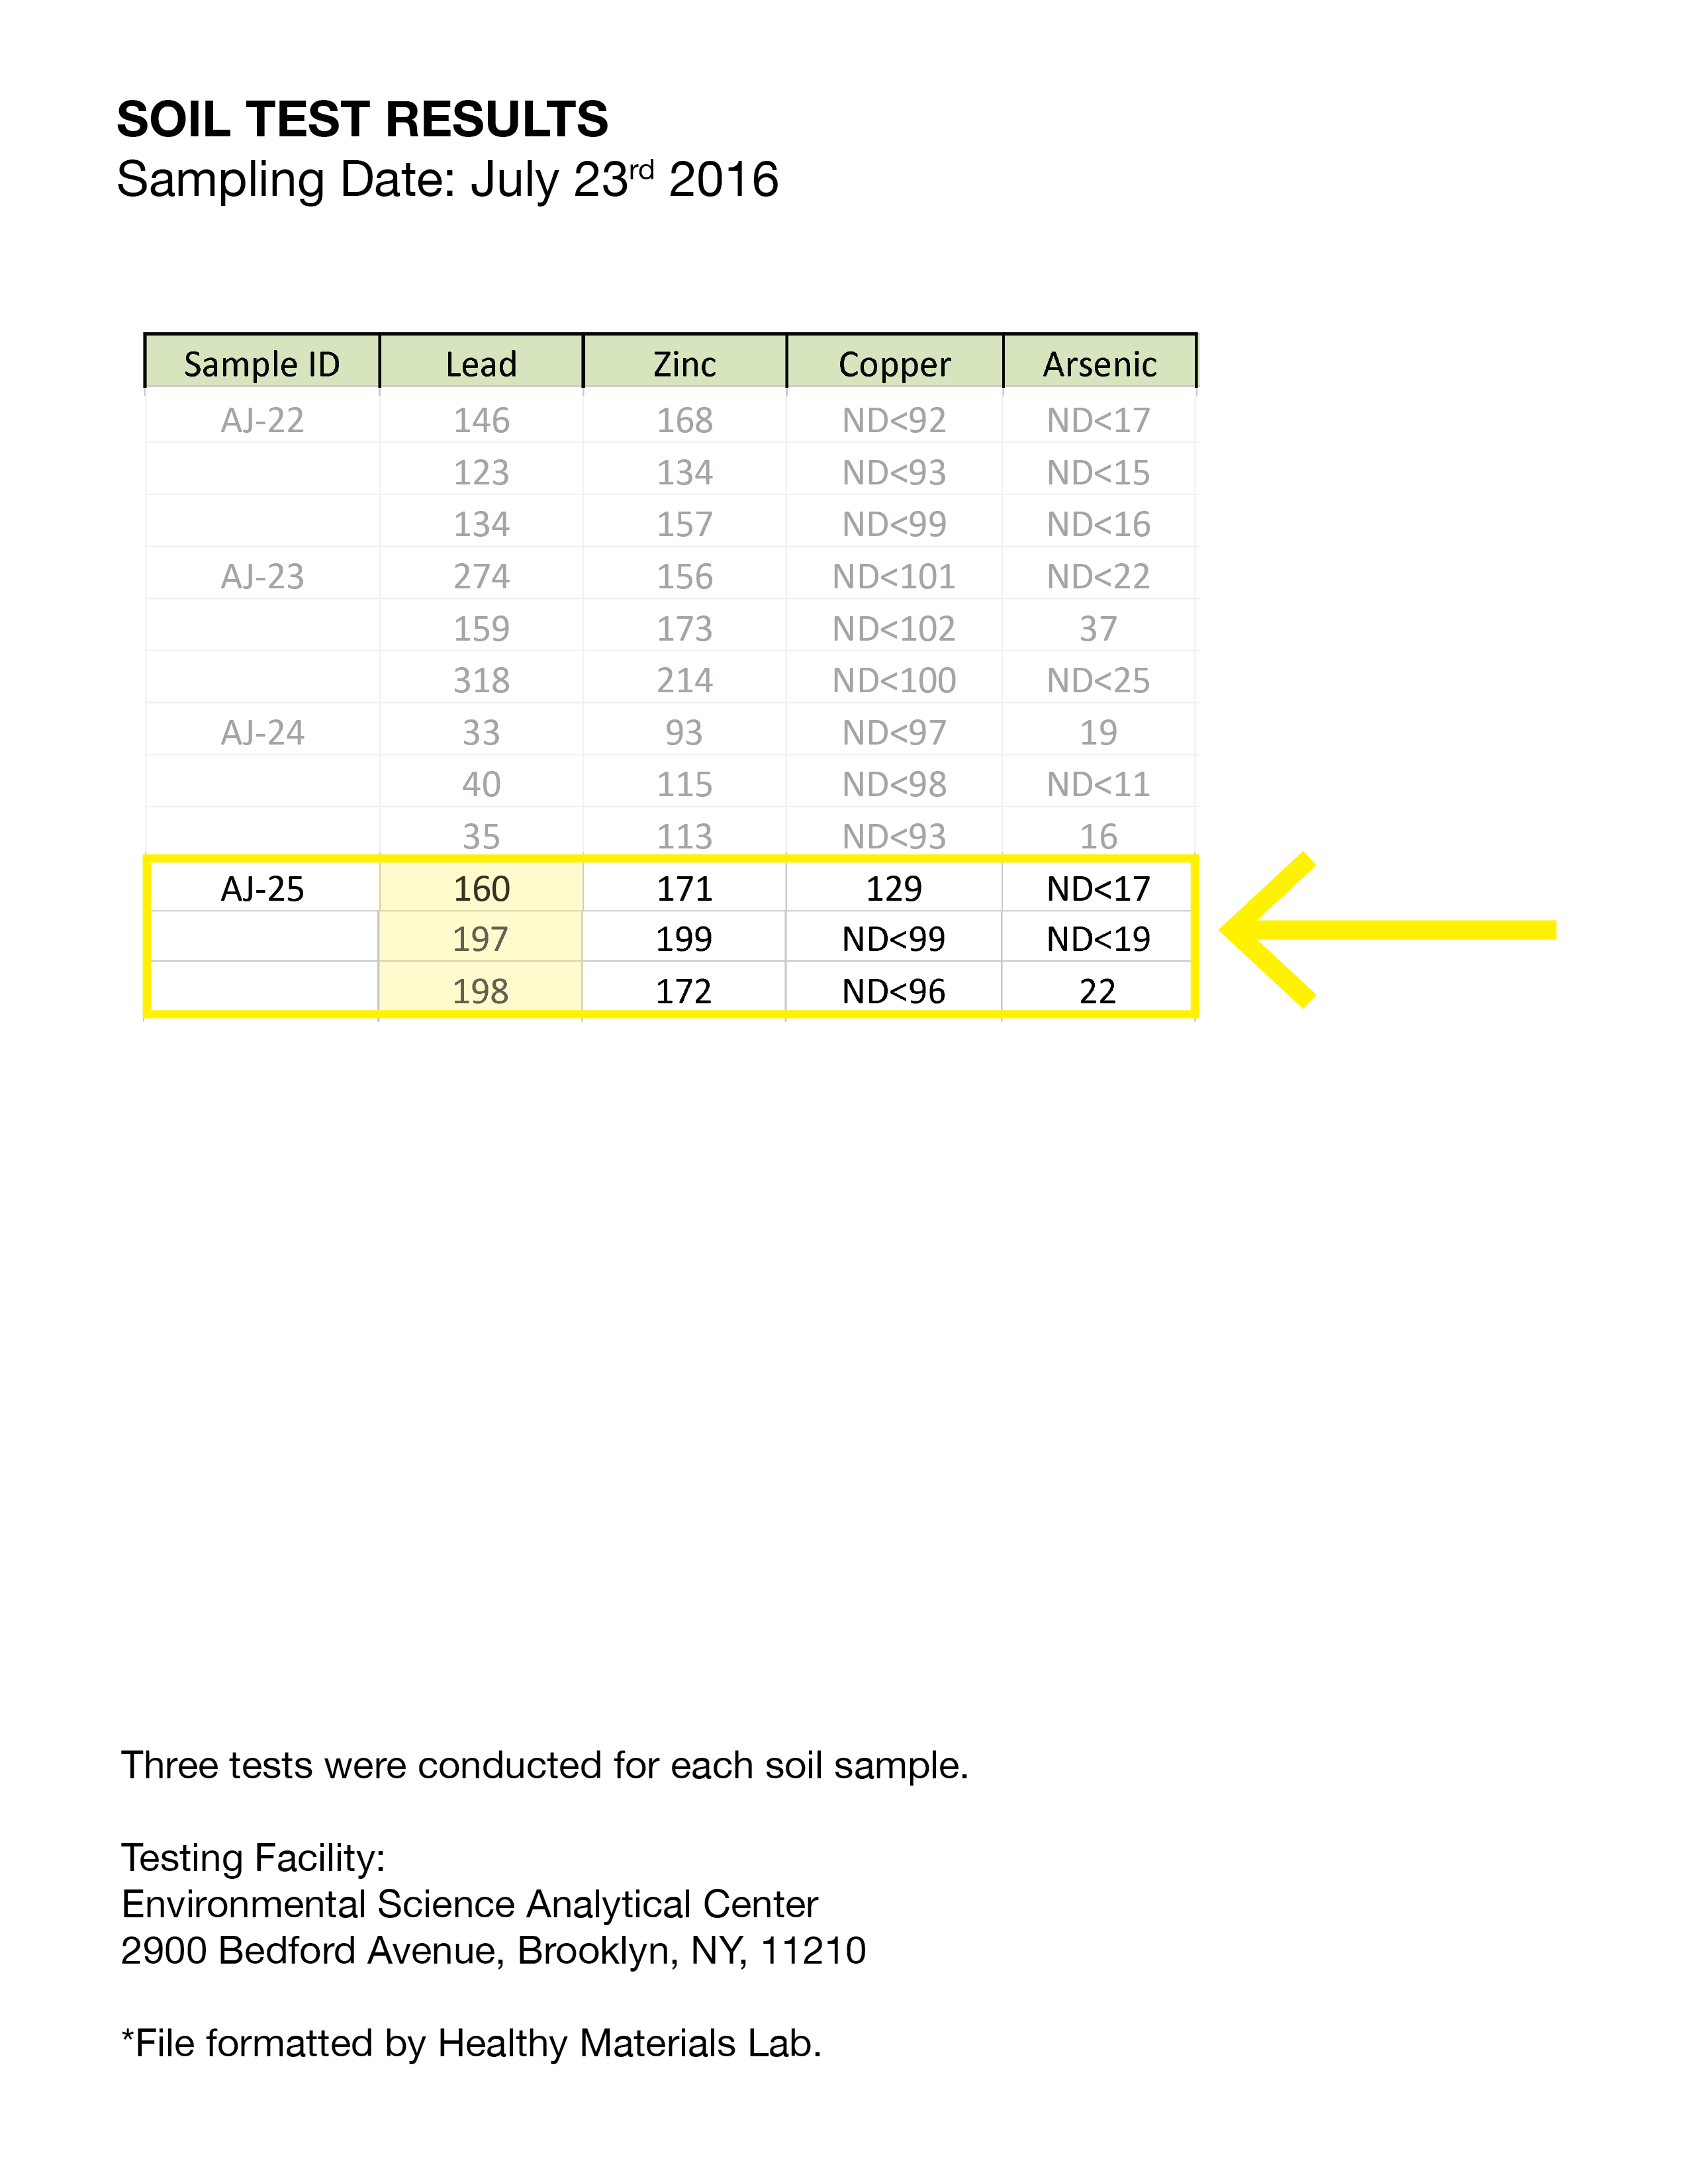 SOIL TEST RESULTS
Sampling Date: July 23rd 2016
Sample ID Lead Zinc Copper Arsenic
AJ-22 146 168 ND<92 ND<17
123 134 ND<93 ND<15
134 157 ND<99 ND<16
AJ-23 274 156 ND<101 ND<22
159 173 ND<102 37
318 214 ND<100 ND<25
AJ-24 33 93 ND<97 19
40 115 ND<98 ND<11
35 113 ND<93 16
AJ-25 160 171 129 ND<17
197 199 ND<99 ND<19
198 172 ND<96 22
Three tests were conducted for each soil sample.
Testing Facility:
Environmental Science Analytical Center
2900 Bedford Avenue, Brooklyn, NY, 11210
*File formatted by Healthy Materials Lab.